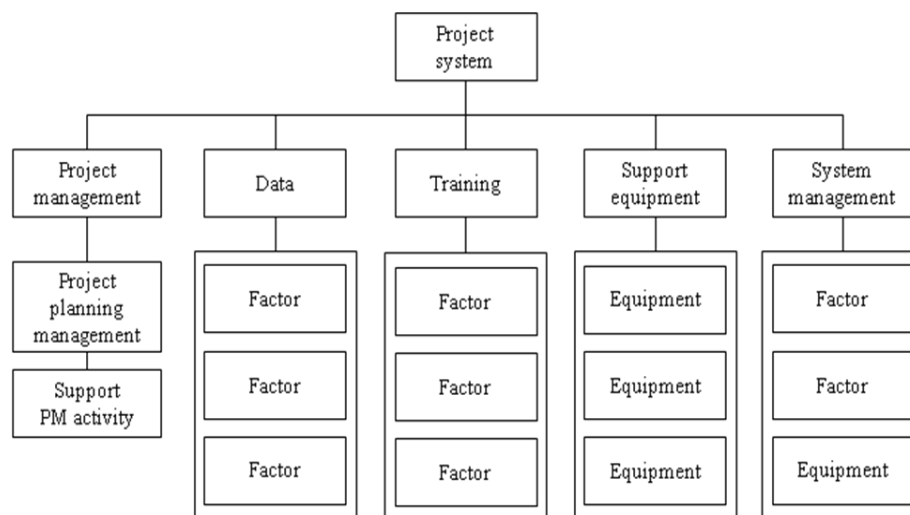 Project
system
Project
management
Data
Training
Support
equipment
System
management
Project
planning
management
Support
PM activity
Factor
Factor
Factor
Factor
Factor
Factor
Equipment
Equipment
Equipment
Factor
Factor
Equipment